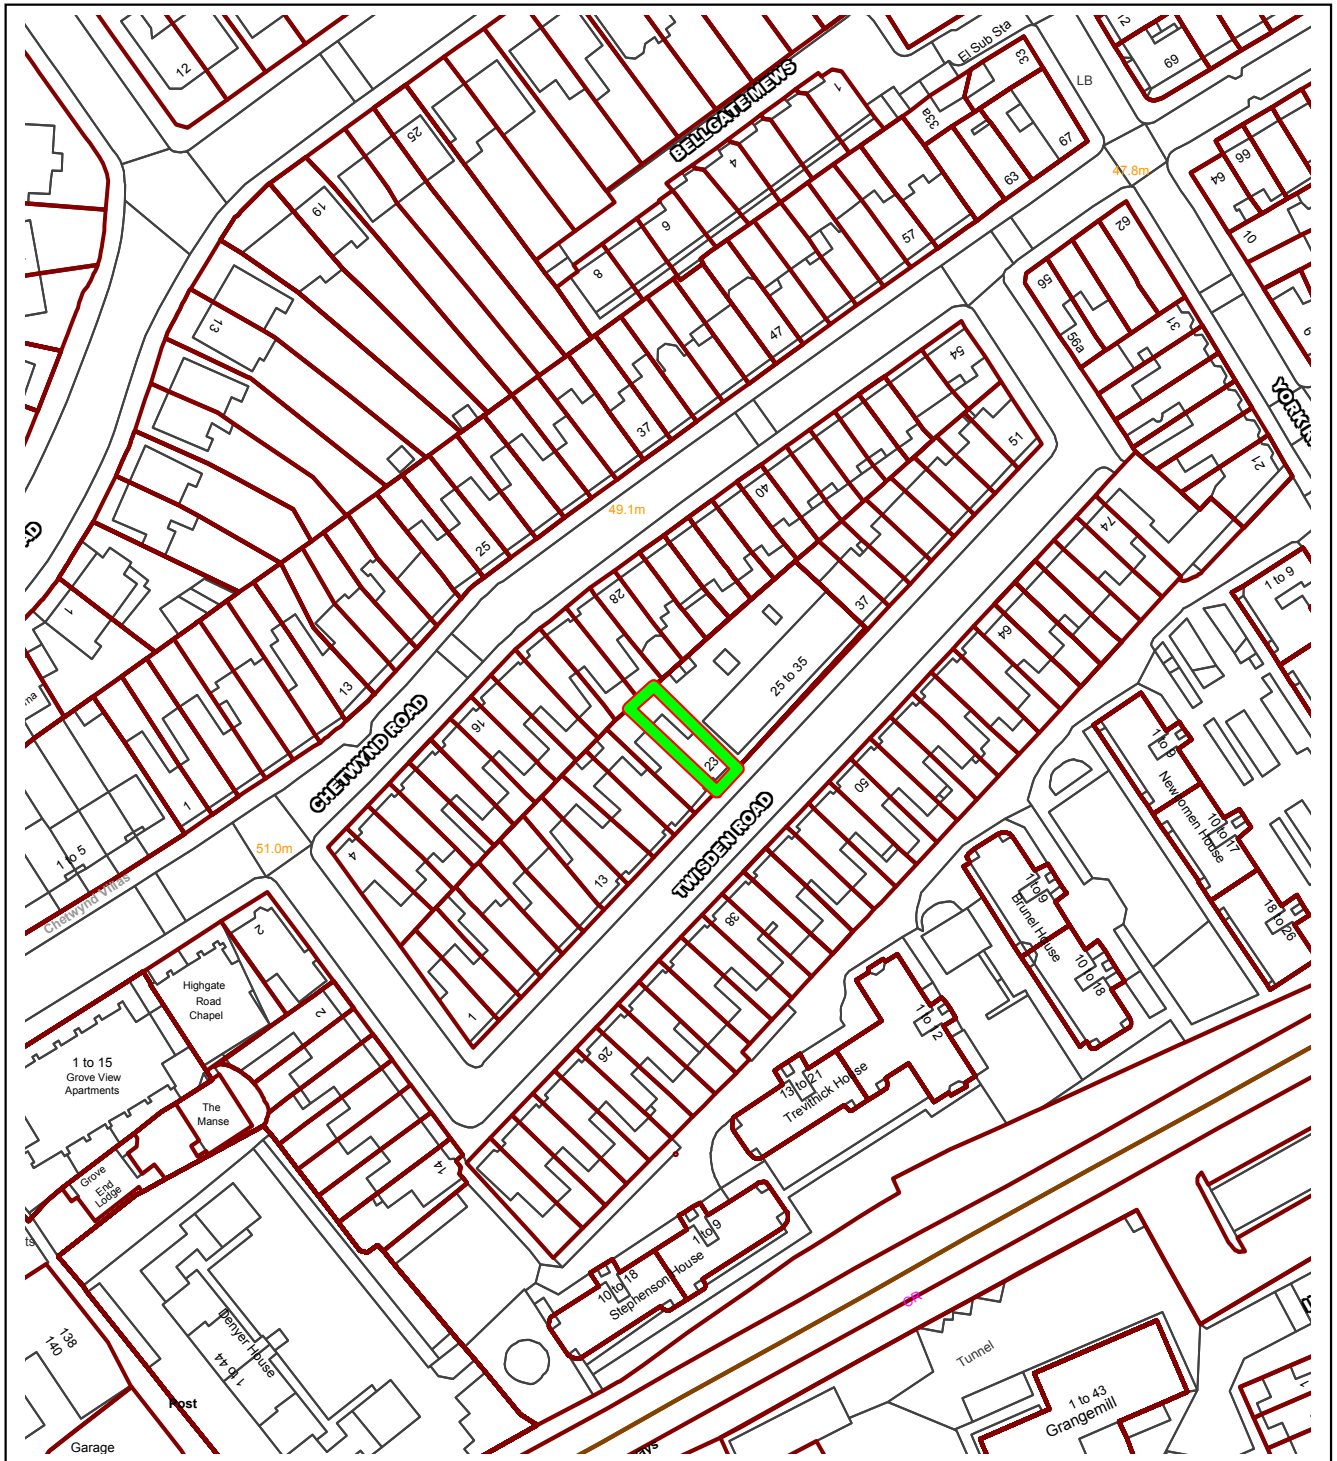 12
25
19
13
BELLGATE MEWS
1
4
6
8
El Sub Sta
33
33a
LB
69
12
67
63
57
47
37
25
47.8m
66
64
10
9
62
56
59a
31
21
YORK RI
54
51
40
28
49.1m
16
4
CHETWYND ROAD
13
1
1
1 to 5
Chetwynd Villas
51.0m
37
25 to 35
23
13
1
TWISDEN ROAD
74
64
50
38
26
1 to 9
1 to 9
Newcomen House
10 to 17
18 to 26
1 to 9
Brunel House
10 to 18
1 to 12
13 to 21
Trevithick House
1 to 9
10 to 18
Stephenson House
2
Highgate
Road
Chapel
2
1 to 15
Grove View
Apartments
The
Manse
Grove
End
Lodge
14
138
140
Denyer House
1 to 44
Post
Garage
Tunnel
1 to 43
Grangemill